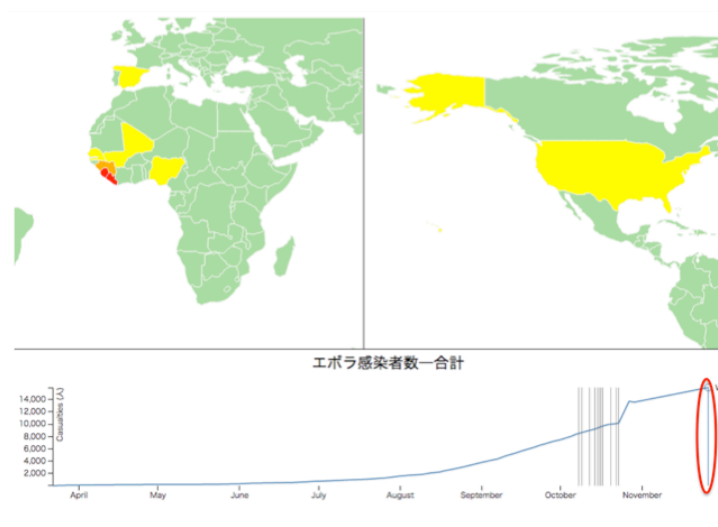 エボラ感染者数ー合計
14,000
12,000
10,000
8,000
6,000
4,000
2,000
Casualties (人)
April May June July August September October November